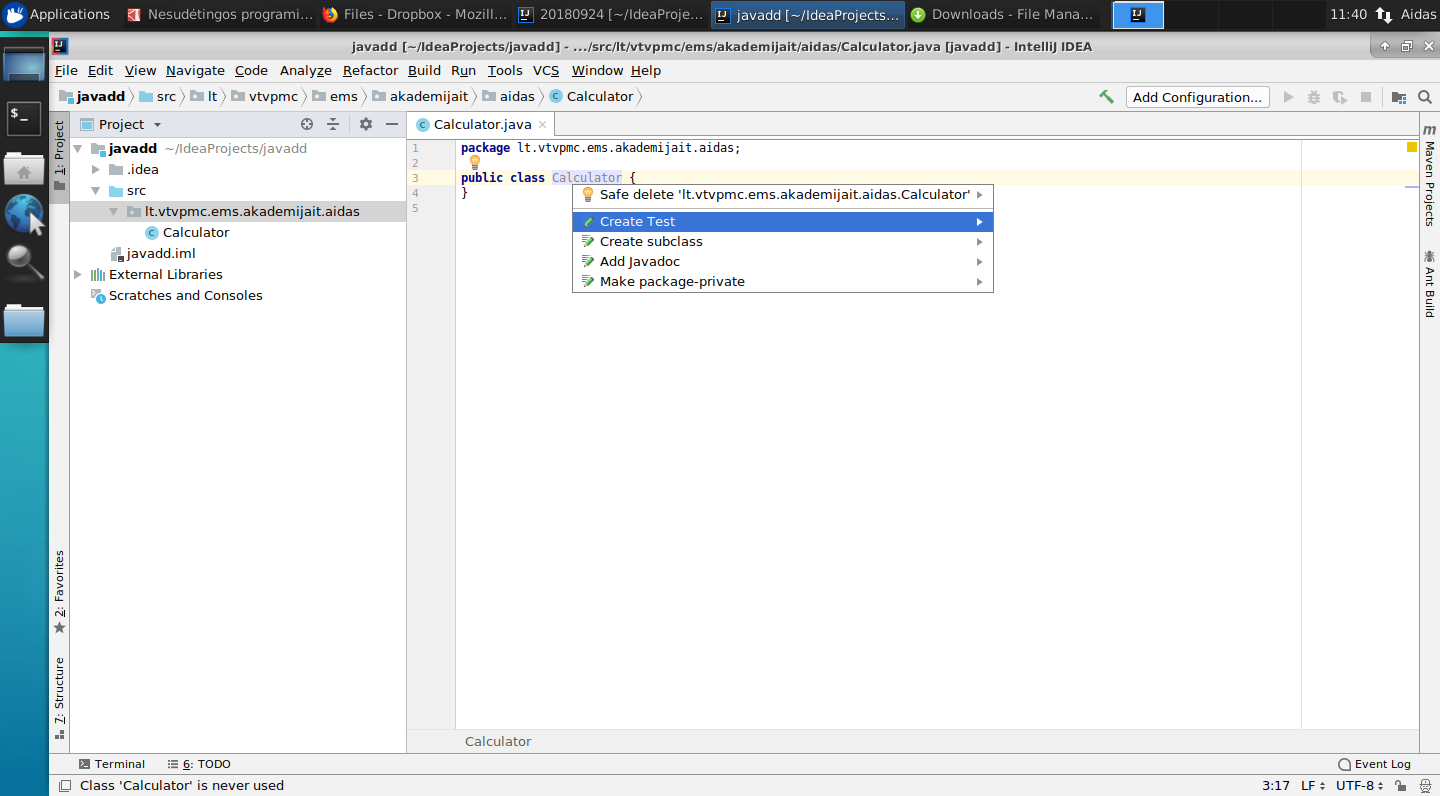 Applications Nesudėtingos programi... Files - Dropbox - Mozill... 20180924 [~/IdeaProje... javadd [~/IdeaProjects... Downloads - File Mana... 11:40 Aidas
javadd [~/IdeaProjects/javadd] - .../src/lt/vtvpmc/ems/akademijait/aidas/Calculator.java [javadd] - IntelliJ IDEA
File Edit View Navigate Code Analyze Refactor Build Run Tools VCS Window Help
javadd src lt vtvpmc ems akademijait aidas Calculator Add Configuration...
1: Project
Project
javadd ~/IdeaProjects/javadd
.idea
src
lt.vtvpmc.ems.akademijait.aidas
Calculator
javadd.iml
External Libraries
Scratches and Consoles
2: Favorites
7: Structure
Calculator.java
1 package lt.vtvpmc.ems.akademijait.aidas;
2
3 public class Calculator {
4 }
5
Safe delete 'lt.vtvpmc.ems.akademijait.aidas.Calculator'
Create Test
Create subclass
Add Javadoc
Make package-private
Calculator
m Maven Projects
Ant Build
Terminal 6: TODO Event Log
Class 'Calculator' is never used 3:17 LF UTF-8